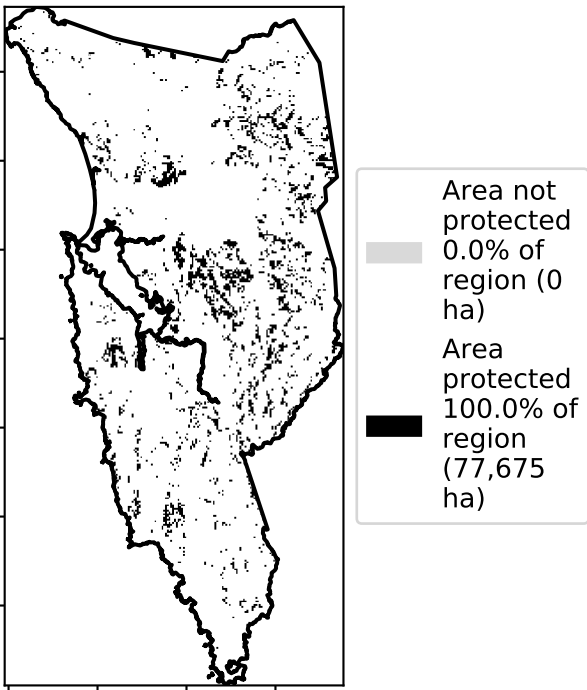 Area not
protected
0.0% of
region (0
ha)
Area
protected
100.0% of
region
(77,675
ha)